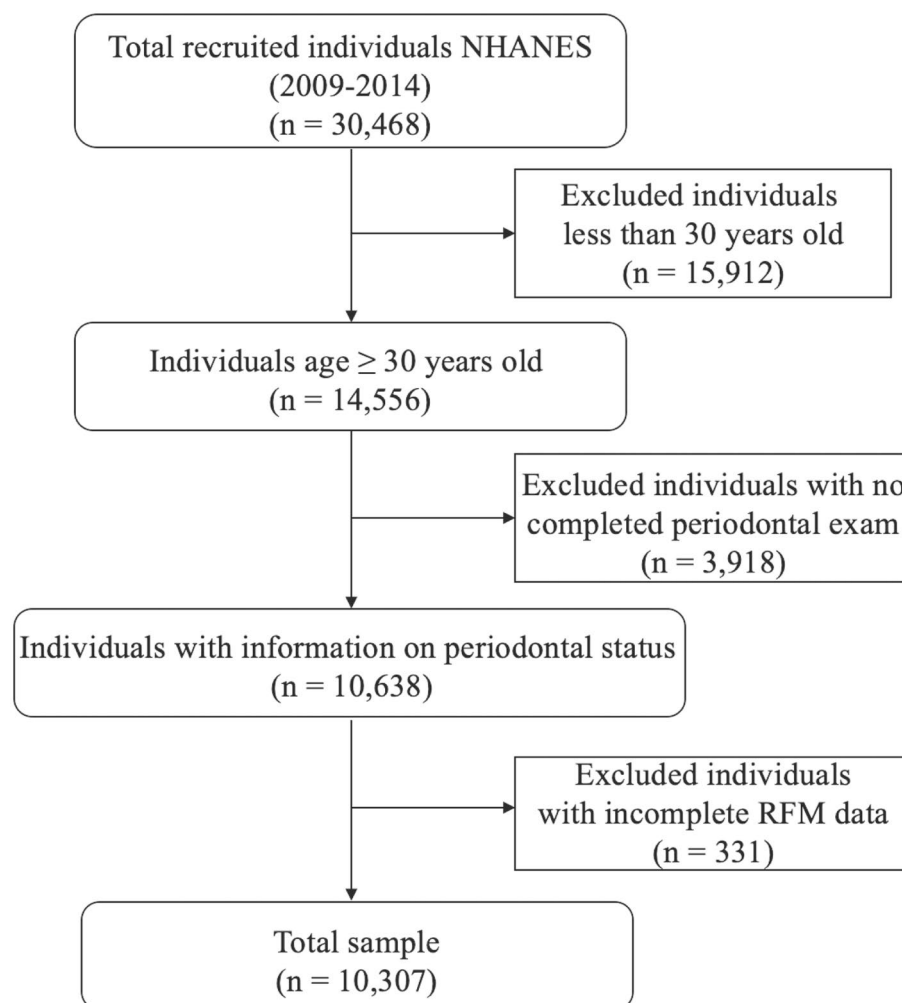 Total recruited individuals NHANES
(2009-2014)
(n = 30,468)
Excluded individuals
less than 30 years old
(n = 15,912)
Individuals age ≥ 30 years old
(n = 14,556)
Excluded individuals with no
completed periodontal exam
(n = 3,918)
Individuals with information on periodontal status
(n = 10,638)
Excluded individuals
with incomplete RFM data
(n = 331)
Total sample
(n = 10,307)